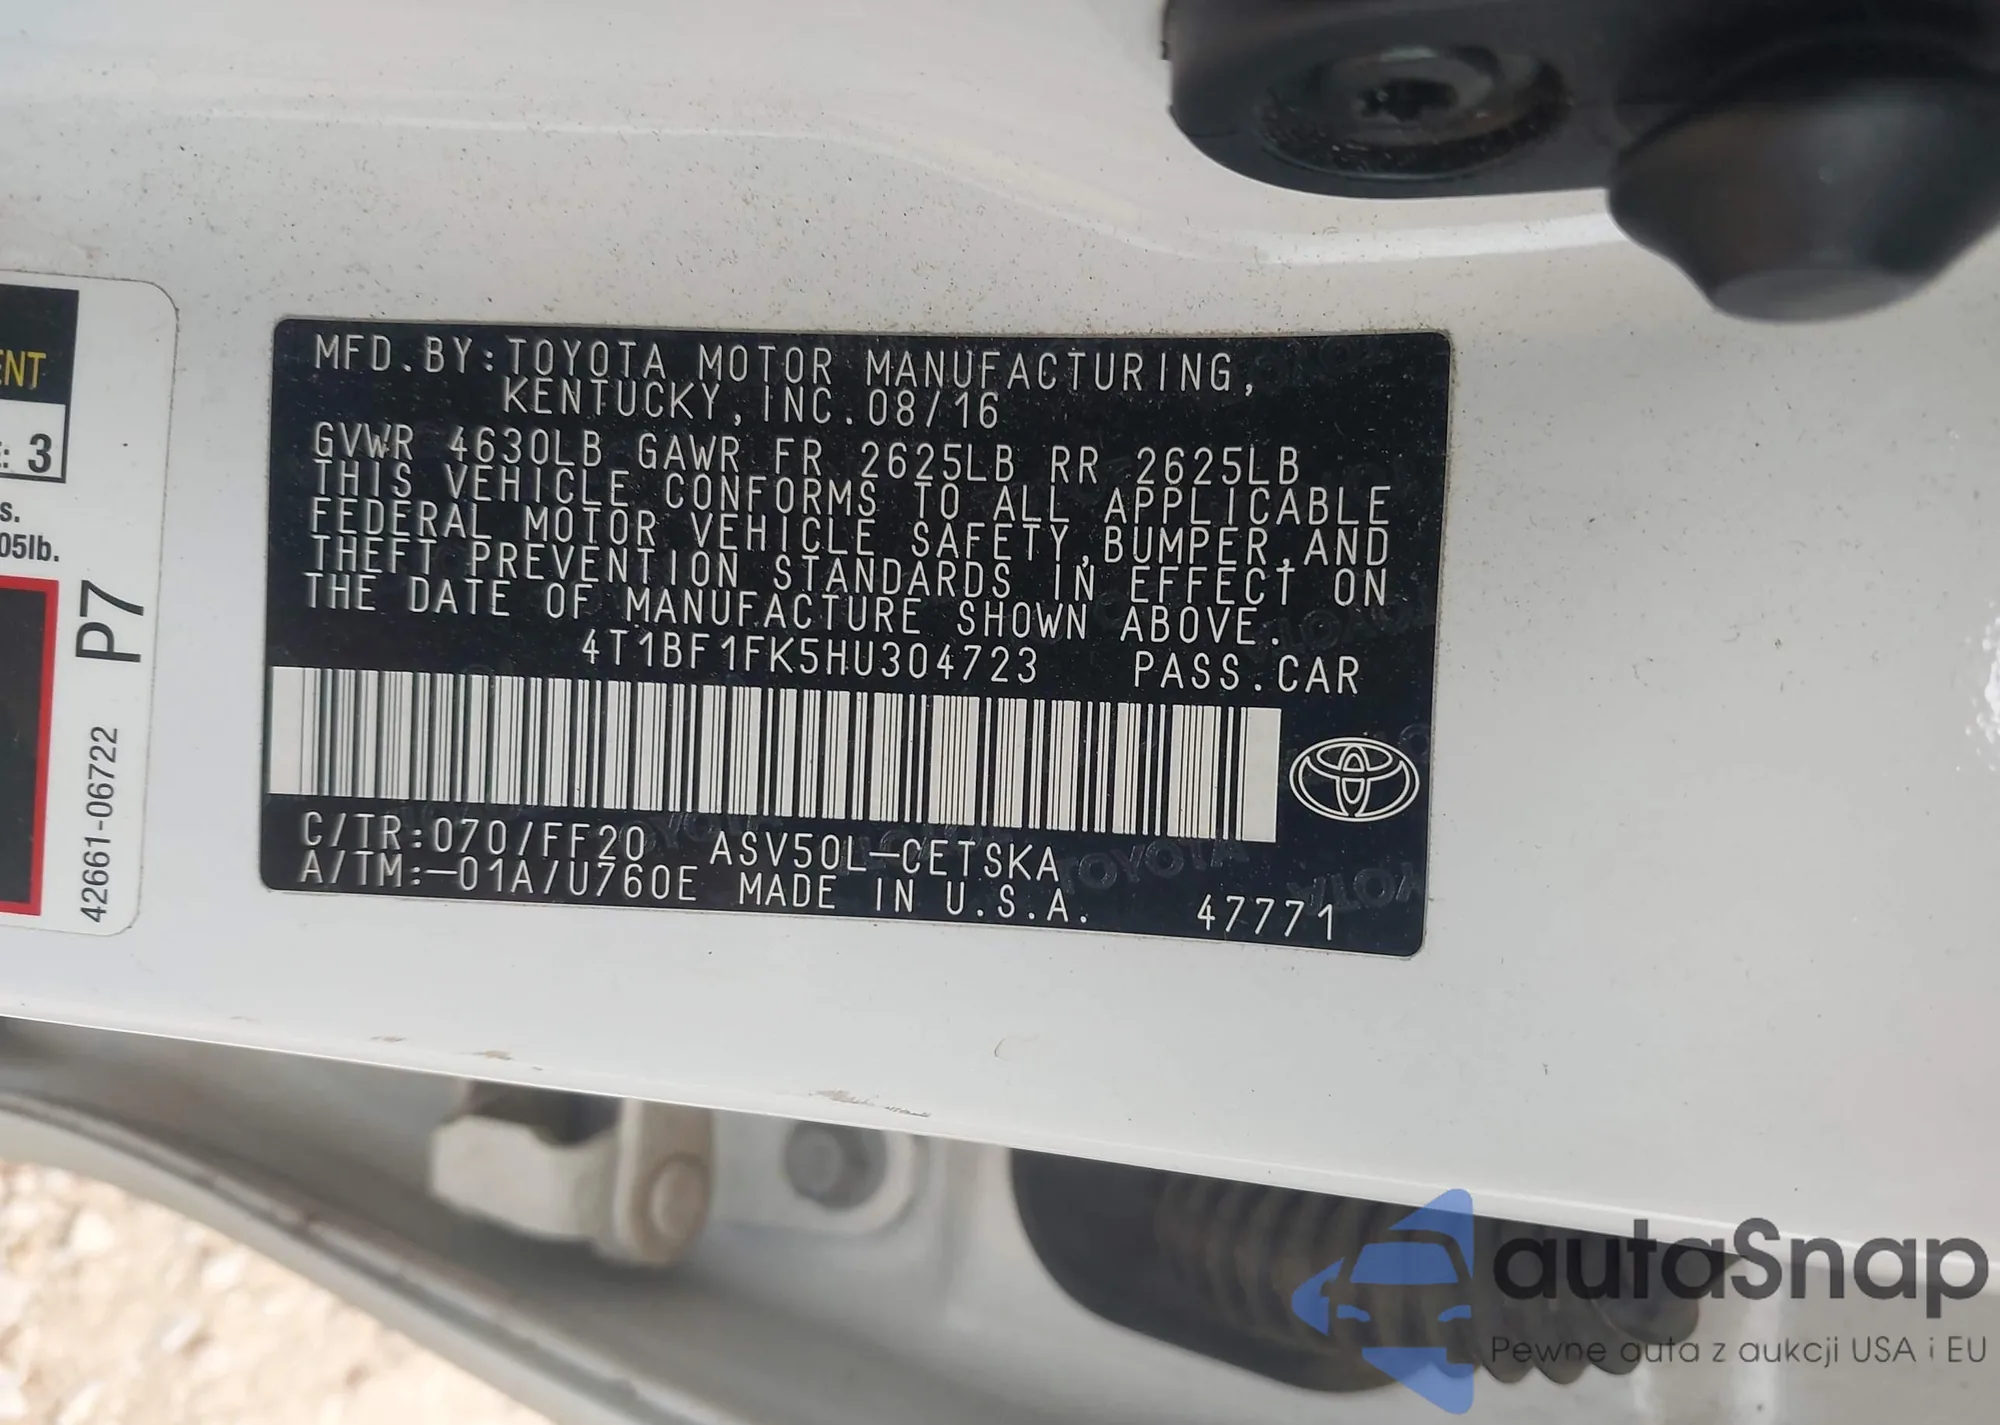 ENT
: 3
s.
05lb.
P7
42661-06722
MFD.BY:TOYOTA MOTOR MANUFACTURING,
KENTUCKY,INC.08/16
GVWR 4630LB GAWR FR 2625LB RR 2625LB
THIS VEHICLE CONFORMS TO ALL APPLICABLE
FEDERAL MOTOR VEHICLE SAFETY,BUMPER,AND
THEFT PREVENTION STANDARDS IN EFFECT ON
THE DATE OF MANUFACTURE SHOWN ABOVE.
4T1BF1FK5HU304723 PASS.CAR
C/TR:070/FF20 ASV50L-CETSKA
A/TM:-01A/U760E MADE IN U.S.A. 47771
autaSnap
Pewne auta z aukcji USA i EU